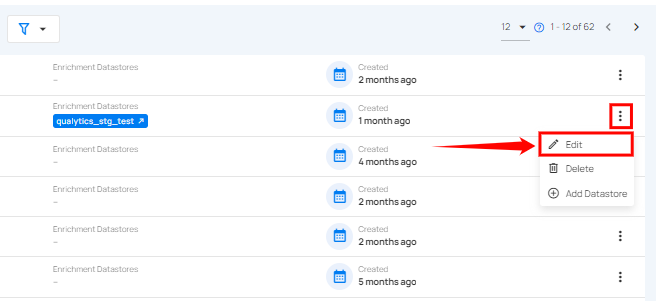 12 1 - 12 of 62
Enrichment Datastores Created
– 2 months ago
Enrichment Datastores Created
qualytics_stg_test 1 month ago
Edit
Enrichment Datastores Created
– 4 months ago
Delete
Enrichment Datastores Created
– 2 months ago
Add Datastore
Enrichment Datastores Created
– 2 months ago
Enrichment Datastores Created
– 5 months ago